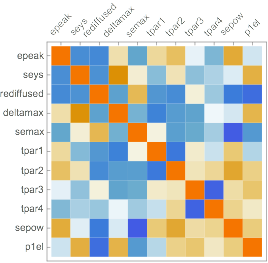 epeak seys rediffused deltamax semax tpar1 tpar2 tpar3 tpar4 sepow p1el
epeak
seys
rediffused
deltamax
semax
tpar1
tpar2
tpar3
tpar4
sepow
p1el